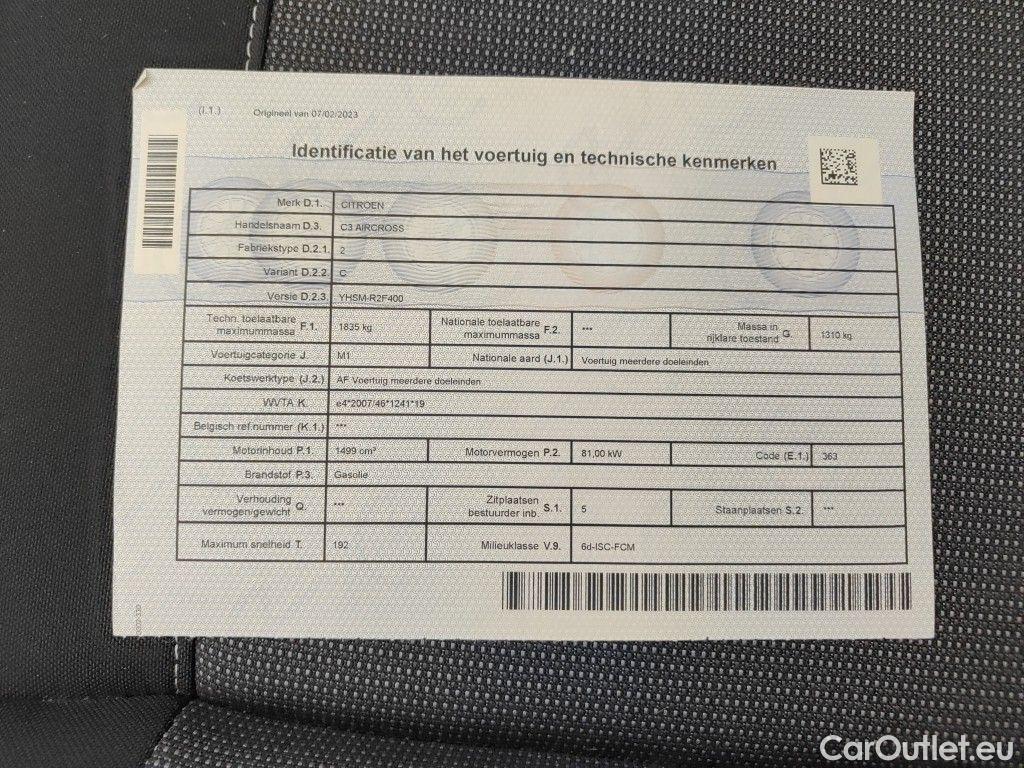 (I.1.) Origineel van 07/02/2023
Identificatie van het voertuig en technische kenmerken
Merk D.1. CITROEN
Handelsnaam D.3. C3 AIRCROSS
Fabriekstype D.2.1. 2
Variant D.2.2. C
Versie D.2.3. YHSM-R2F400
Techn. toelaatbare maximummassa F.1. 1835 kg Nationale toelaatbare maximummassa F.2. *** Massa in rijklare toestand G. 1310 kg
Voertuigcategorie J. M1 Nationale aard (J.1.) Voertuig meerdere doeleinden
Koetswerktype (J.2.) AF Voertuig meerdere doeleinden
WVTA K. e4*2007/46*1241*19
Belgisch ref.nummer (K.1.) ***
Motorinhoud P.1. 1499 cm³ Motorvermogen P.2. 81,00 kW Code (E.1.) 363
Brandstof P.3. Gasolie
Verhouding vermogen/gewicht Q. *** Zitplaatsen bestuurder inb. S.1. 5 Staanplaatsen S.2. ***
Maximum snelheid T. 192 Milieuklasse V.9. 6d-ISC-FCM
CarOutlet.eu